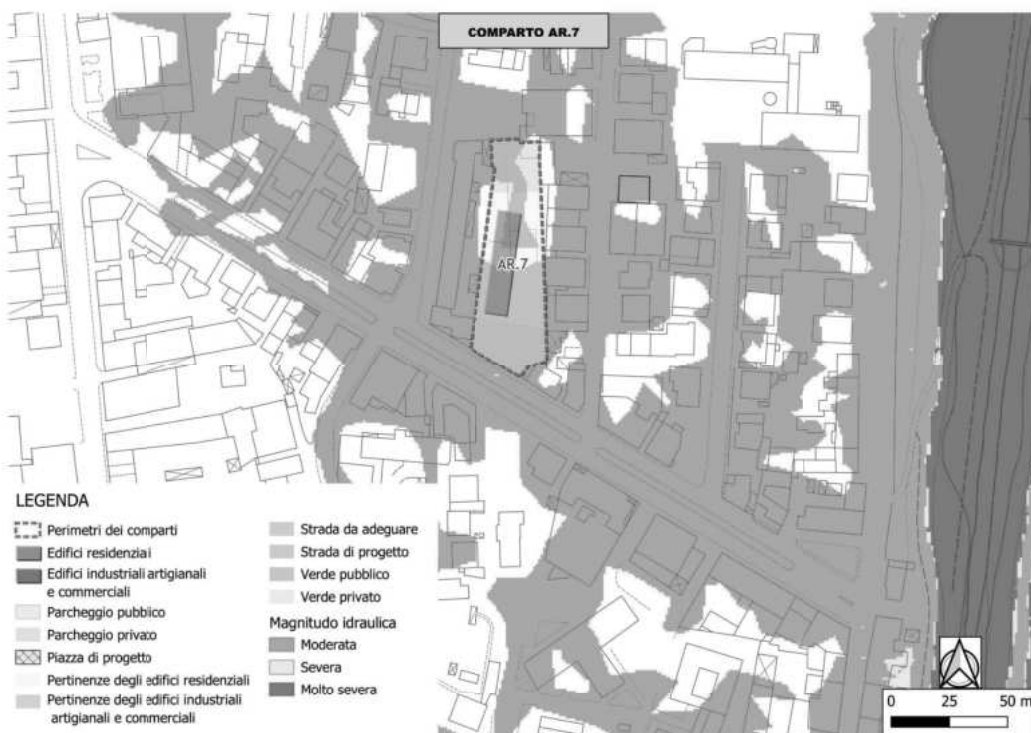 COMPARTO AR.7
AR.7
LEGENDA
Perimetri dei comparti
Edifici residenziali
Edifici industriali artigianali
e commerciali
Parcheggio pubblico
Parcheggio privato
Piazza di progetto
Pertinenze degli edifici residenziali
Pertinenze degli edifici industriali
artigianali e commerciali
Strada da adeguare
Strada di progetto
Verde pubblico
Verde privato
Magnitudo idraulica
Moderata
Severa
Molto severa
0 25 50 m